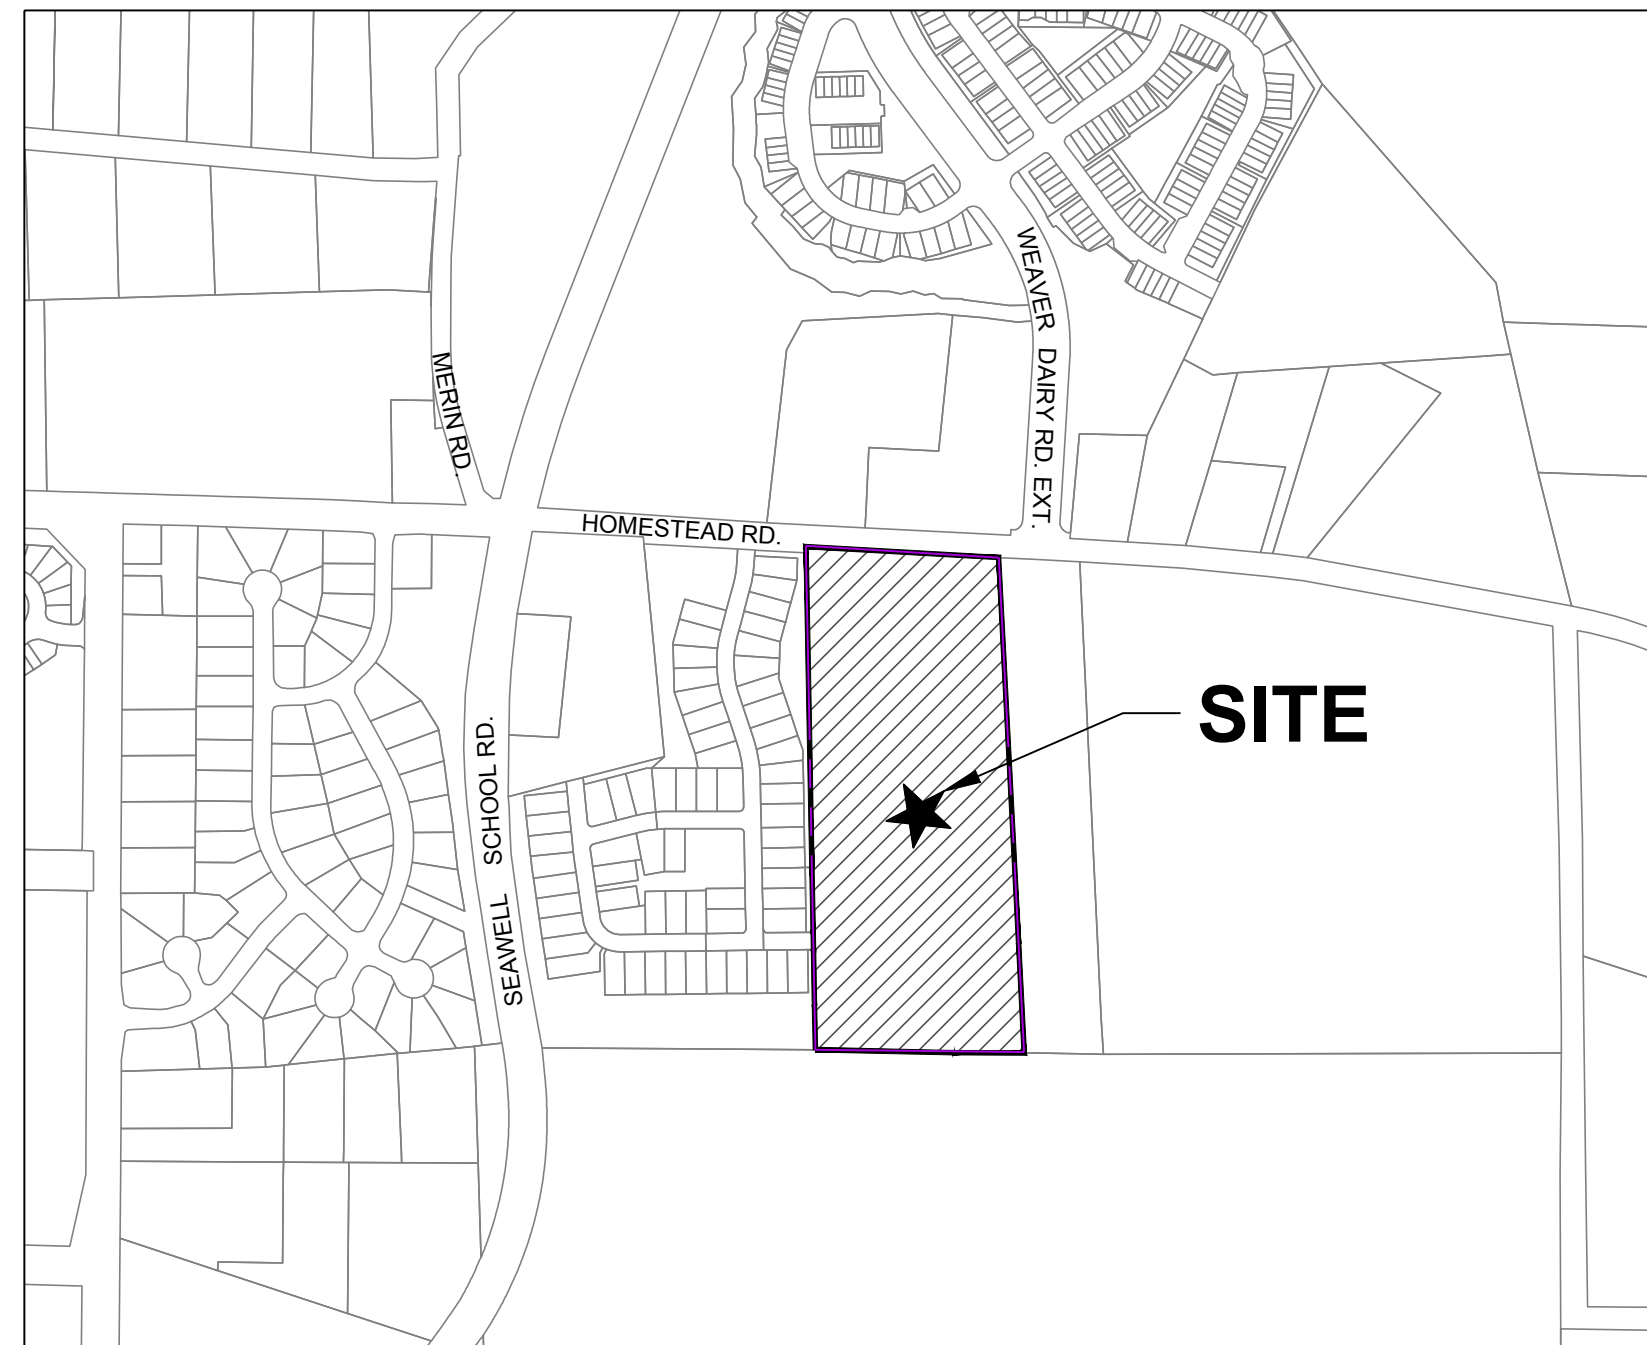 WEAVER DAIRY RD. EXT.
MERIN RD.
HOMESTEAD RD.
SITE
SEAWELL SCHOOL RD.